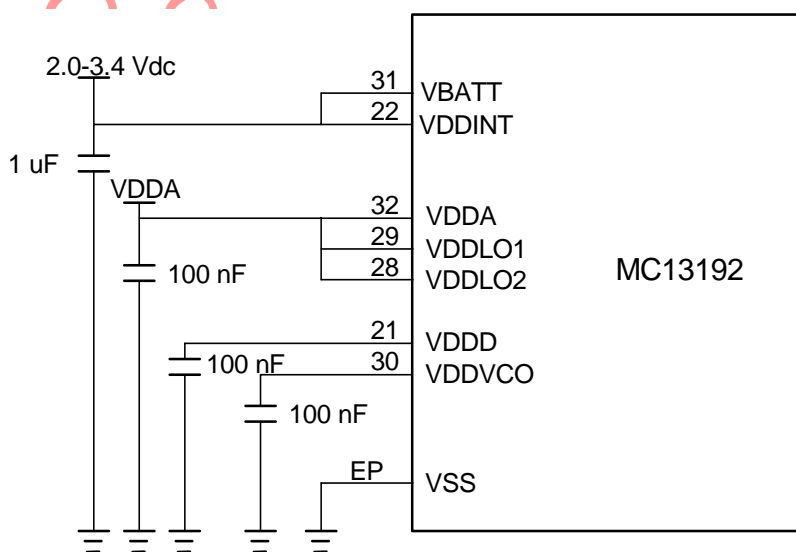 2.0-3.4 Vdc
31
VBATT
22
VDDINT
1 uF
VDDA
32
VDDA
29
VDDLO1
28
VDDLO2
100 nF
MC13192
21
VDDD
100 nF
30
VDDVCO
100 nF
EP
VSS